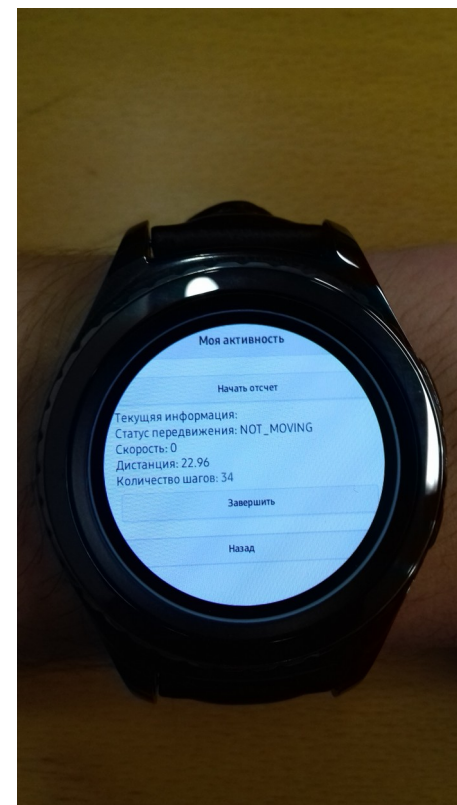 Моя активность
Начать отсчет
Текущяя информация:
Статус передвижения: NOT_MOVING
Скорость: 0
Дистанция: 22.96
Количество шагов: 34
Завершить
Назад